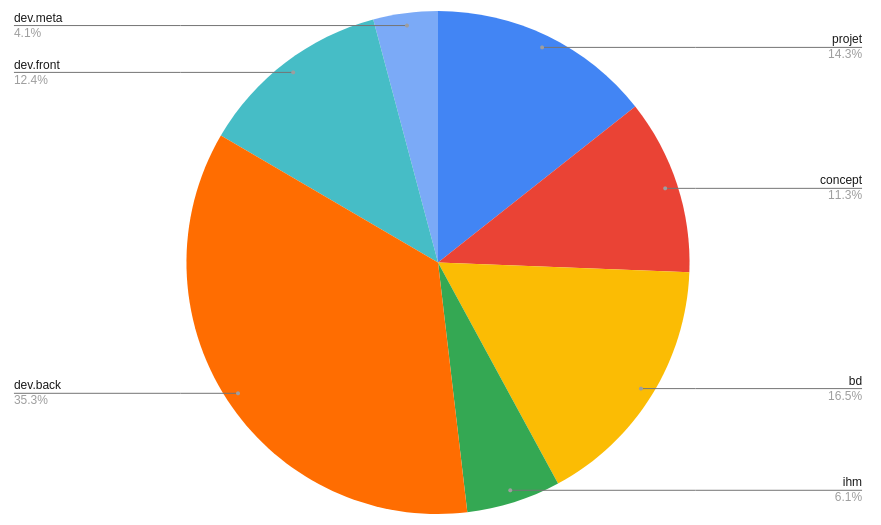 dev.meta
4.1%
dev.front
12.4%
dev.back
35.3%
projet
14.3%
concept
11.3%
bd
16.5%
ihm
6.1%